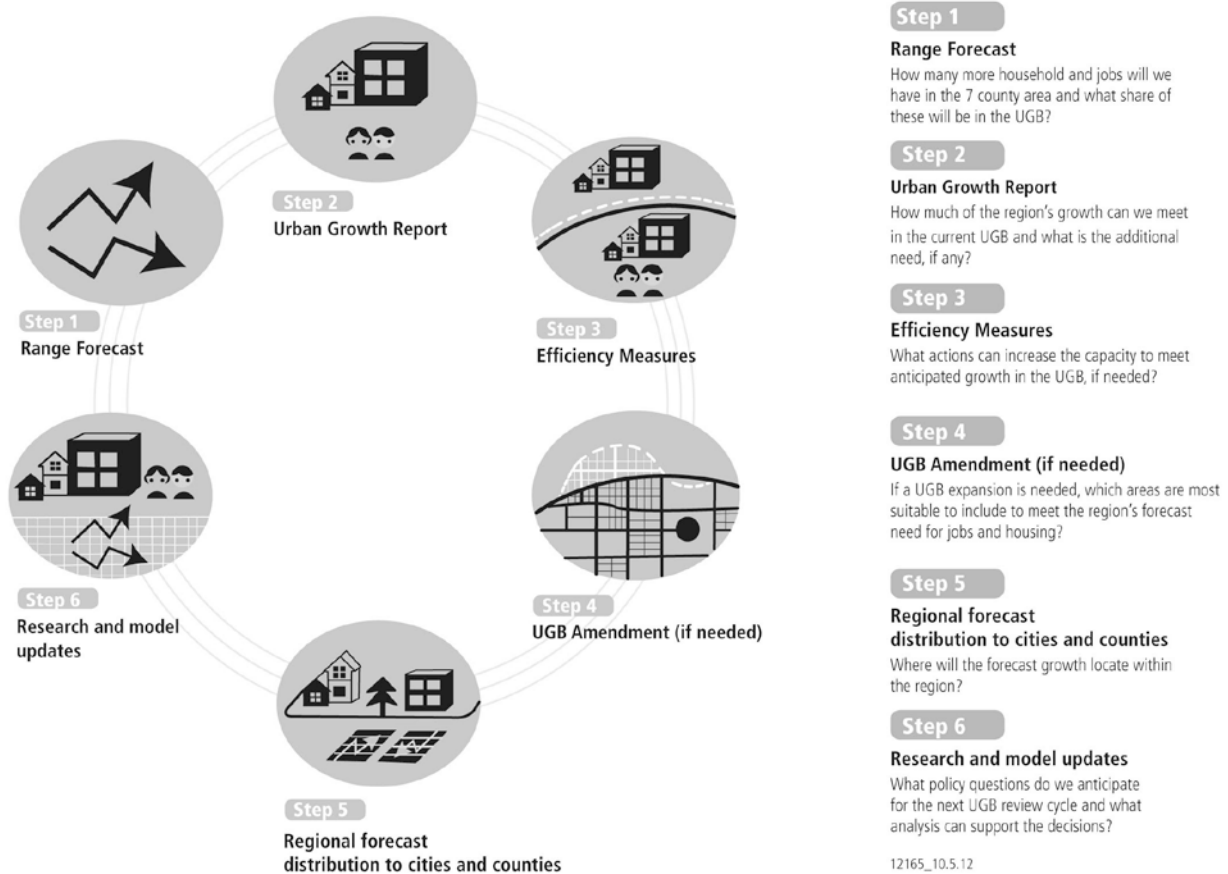 Step 1
Range Forecast
Step 2
Urban Growth Report
Step 3
Efficiency Measures
Step 4
UGB Amendment (if needed)
Step 5
Regional forecast
distribution to cities and counties
Step 6
Research and model
updates
Step 1
Range Forecast
How many more household and jobs will we
have in the 7 county area and what share of
these will be in the UGB?
Step 2
Urban Growth Report
How much of the region's growth can we meet
in the current UGB and what is the additional
need, if any?
Step 3
Efficiency Measures
What actions can increase the capacity to meet
anticipated growth in the UGB, if needed?
Step 4
UGB Amendment (if needed)
If a UGB expansion is needed, which areas are most
suitable to include to meet the region's forecast
need for jobs and housing?
Step 5
Regional forecast
distribution to cities and counties
Where will the forecast growth locate within
the region?
Step 6
Research and model updates
What policy questions do we anticipate
for the next UGB review cycle and what
analysis can support the decisions?
12165_10.5.12